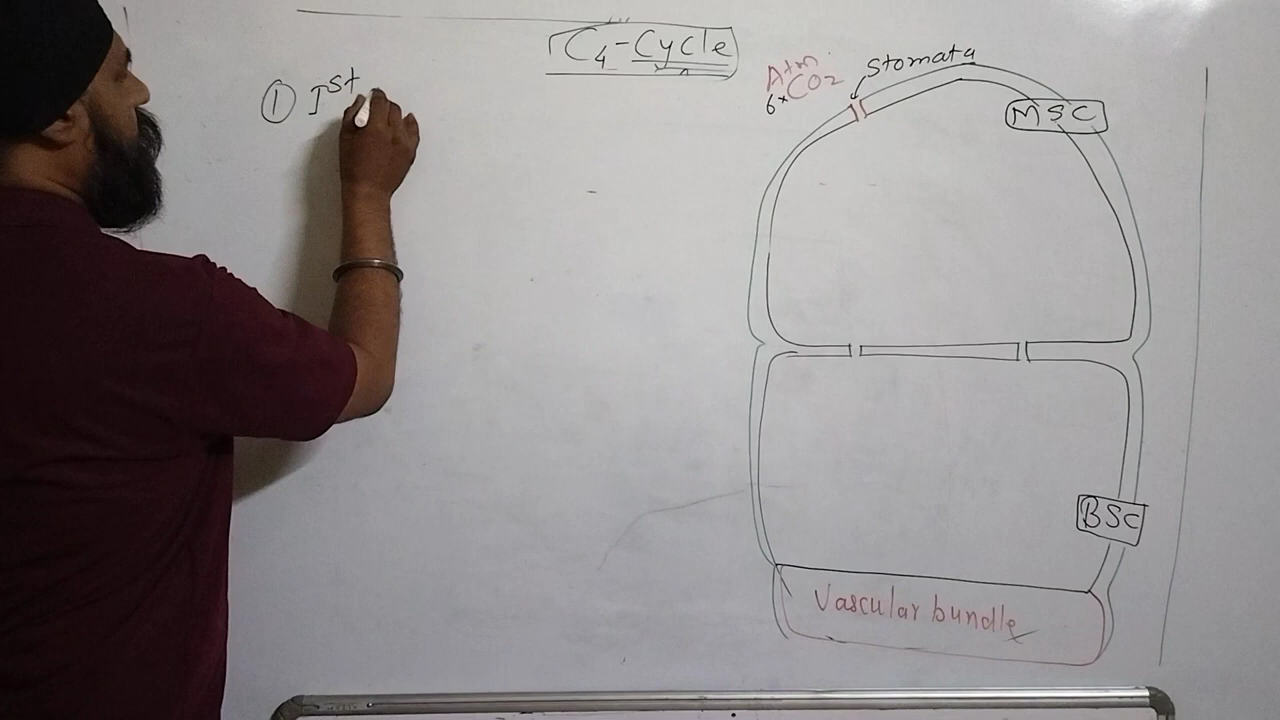 C4-Cycle
① Ist
Atm
6×CO2
Stomata
MSC
BSC
Vascular bundle